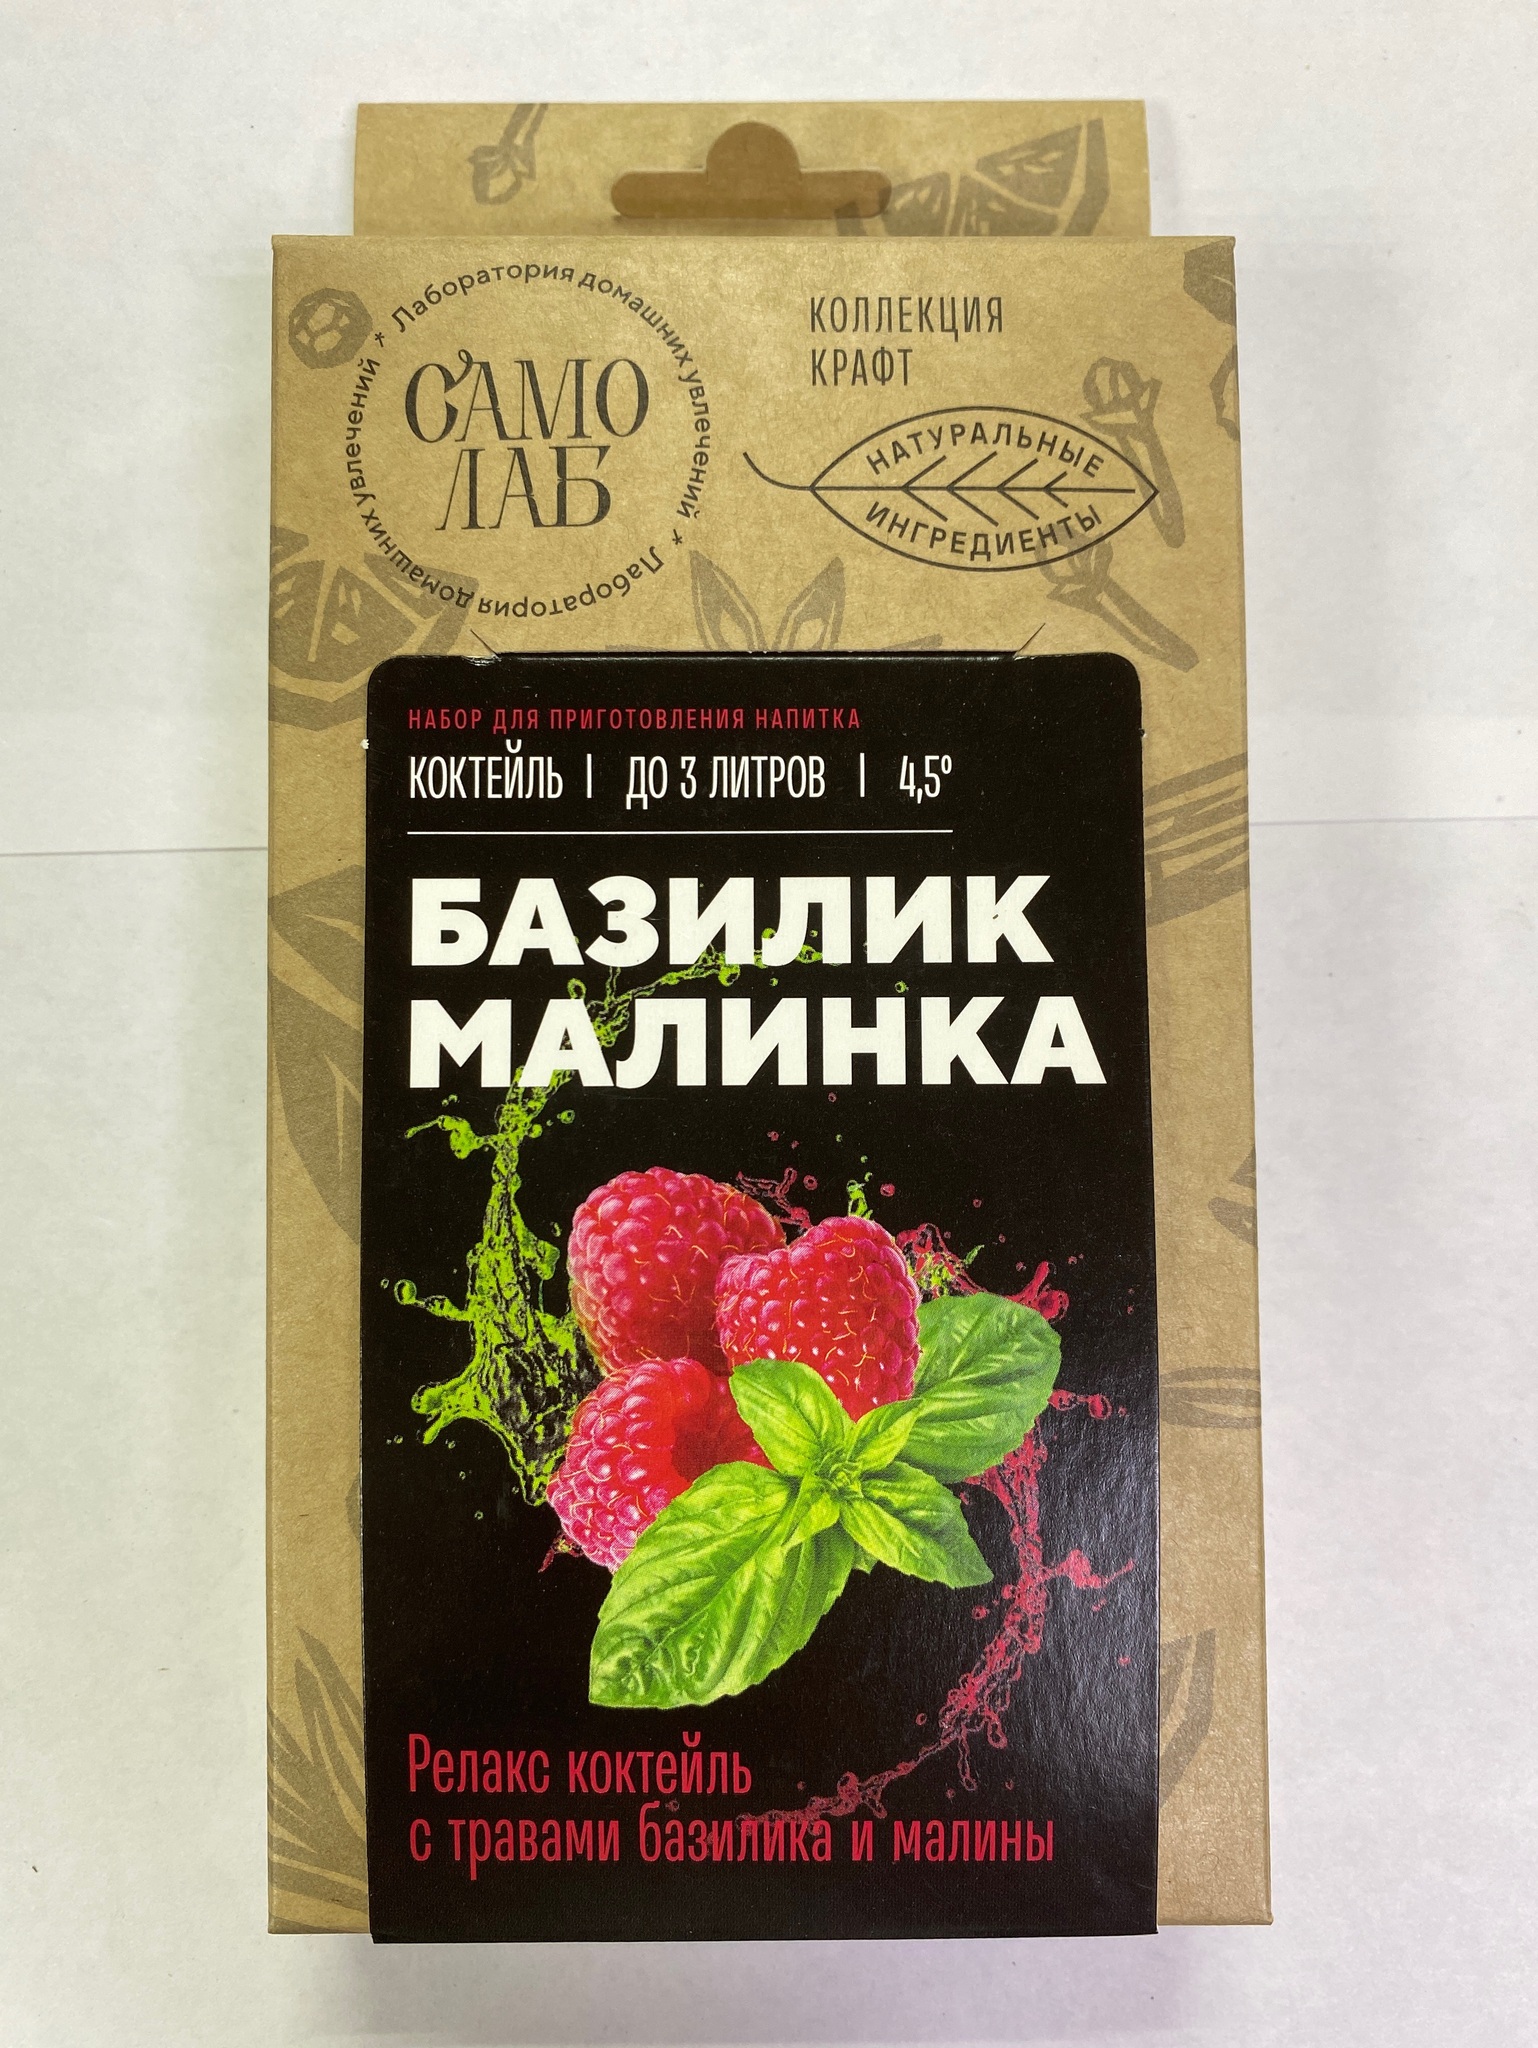 * Лаборатория домашних увлечений * Лаборатория домашних увлечений
САМО
ЛАБ
КОЛЛЕКЦИЯ
КРАФТ
НАТУРАЛЬНЫЕ
ИНГРЕДИЕНТЫ
НАБОР ДЛЯ ПРИГОТОВЛЕНИЯ НАПИТКА
КОКТЕЙЛЬ | ДО 3 ЛИТРОВ | 4,5°
БАЗИЛИК
МАЛИНКА
Релакс коктейль
с травами базилика и малины